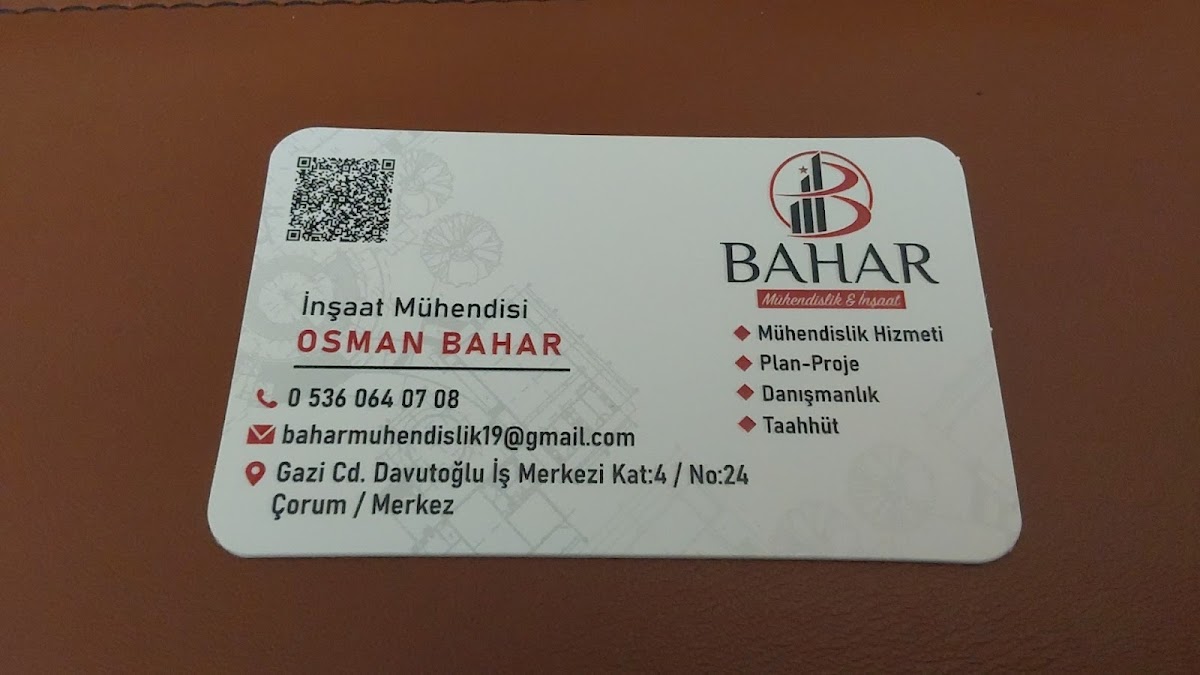 İnşaat Mühendisi
OSMAN BAHAR
0 536 064 07 08
baharmuhendislik19@gmail.com
Gazi Cd. Davutoğlu İş Merkezi Kat:4 / No:24
Çorum / Merkez
B
BAHAR
Mühendislik & İnşaat
Mühendislik Hizmeti
Plan-Proje
Danışmanlık
Taahhüt